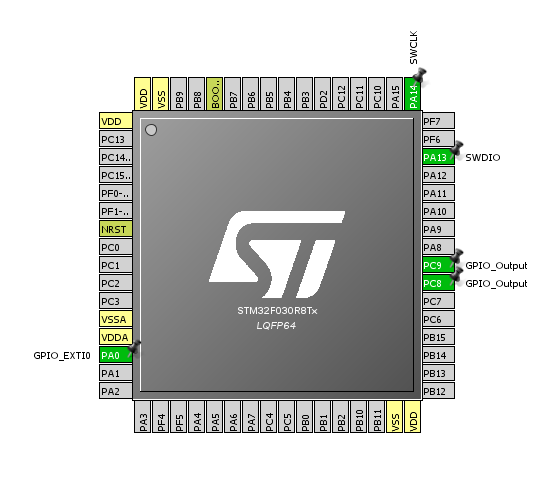 SWCLK
VDD
VSS
PB9
PB8
BOO..
PB7
PB6
PB5
PB4
PB3
PD2
PC12
PC11
PC10
PA15
PA14
VDD
PC13
PC14..
PC15..
PF0-..
PF1-..
NRST
PC0
PC1
PC2
PC3
VSSA
VDDA
GPIO_EXTI0 PA0
PA1
PA2
ST
STM32F030R8Tx
LQFP64
PF7
PF6
PA13 SWDIO
PA12
PA11
PA10
PA9
PA8
PC9 GPIO_Output
PC8 GPIO_Output
PC7
PC6
PB15
PB14
PB13
PB12
PA3
PF4
PF5
PA4
PA5
PA6
PA7
PC4
PC5
PB0
PB1
PB2
PB10
PB11
VSS
VDD